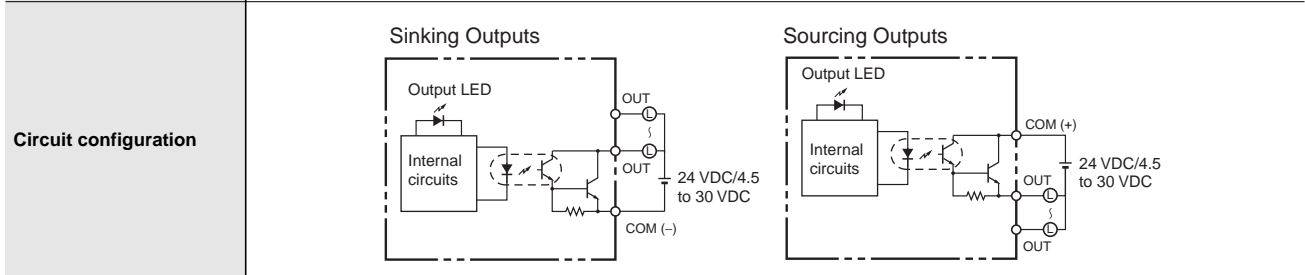 Circuit configuration
Sinking Outputs
Output LED
Internal
circuits
OUT
L
L
OUT
24 VDC/4.5
to 30 VDC
COM (−)
Sourcing Outputs
Output LED
Internal
circuits
COM (+)
24 VDC/4.5
to 30 VDC
OUT
L
L
OUT